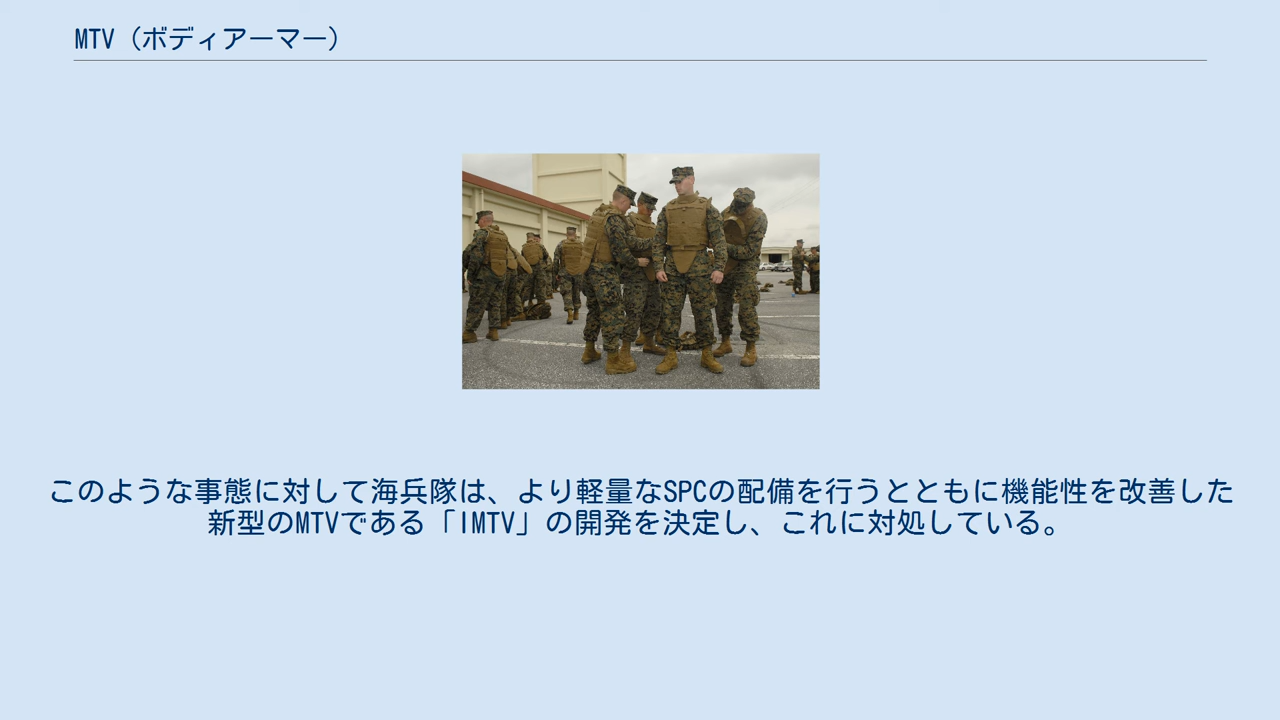 MTV（ボディアーマー）
このような事態に対して海兵隊は、より軽量なSPCの配備を行うとともに機能性を改善した
新型のMTVである「IMTV」の開発を決定し、これに対処している。